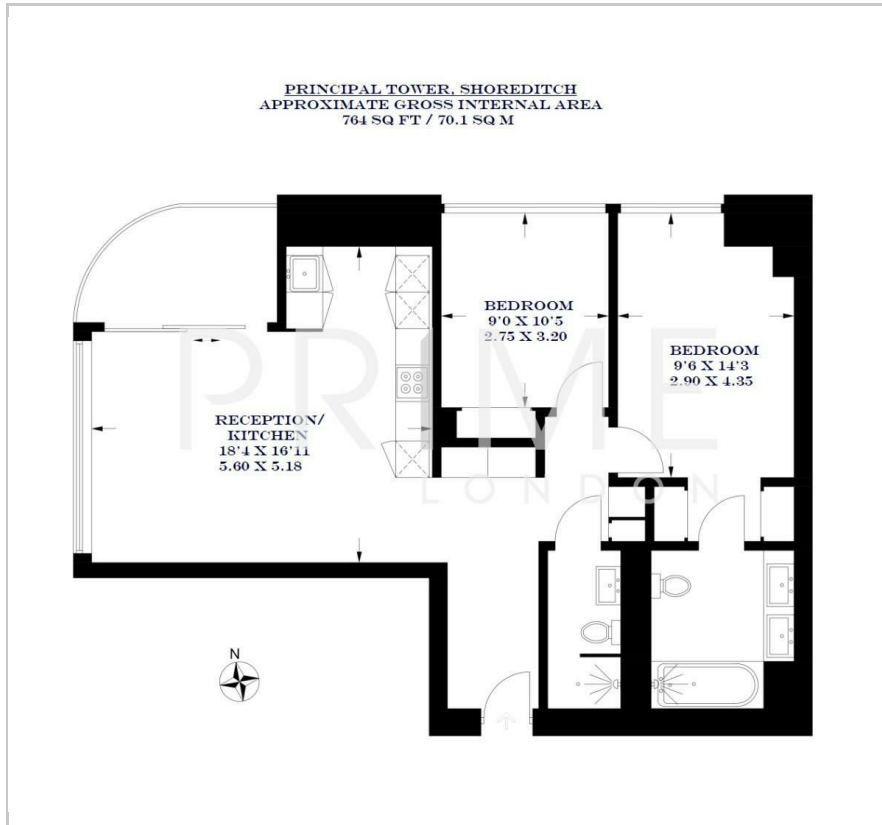 PRINCIPAL TOWER, SHOREDITCH
APPROXIMATE GROSS INTERNAL AREA
764 SQ FT / 70.1 SQ M
BEDROOM
9'0 X 10'5
2.75 X 3.20
BEDROOM
9'6 X 14'3
2.90 X 4.35
RECEPTION/
KITCHEN
18'4 X 16'11
5.60 X 5.18
PRIME
LONDON
N